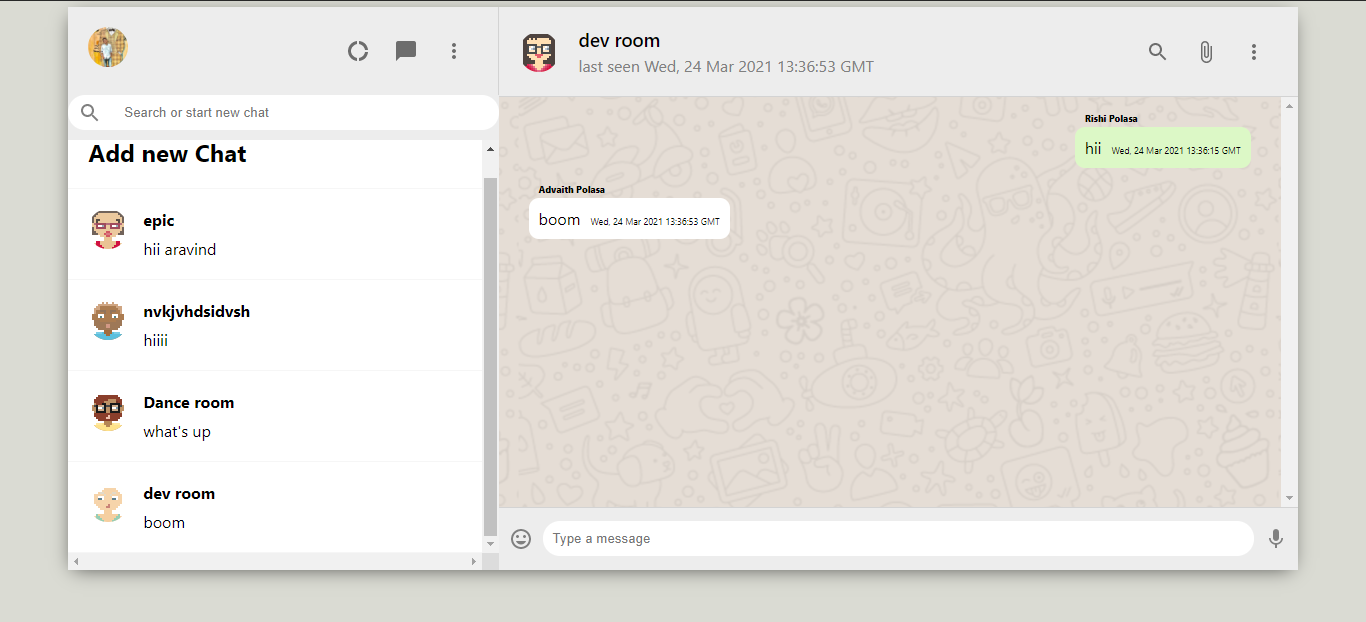 Search or start new chat
Add new Chat
epic
hii aravind
nvkjvhdsidvsh
hiiii
Dance room
what's up
dev room
boom
dev room
last seen Wed, 24 Mar 2021 13:36:53 GMT
Rishi Polasa
hii Wed, 24 Mar 2021 13:36:15 GMT
Advaith Polasa
boom Wed, 24 Mar 2021 13:36:53 GMT
Type a message